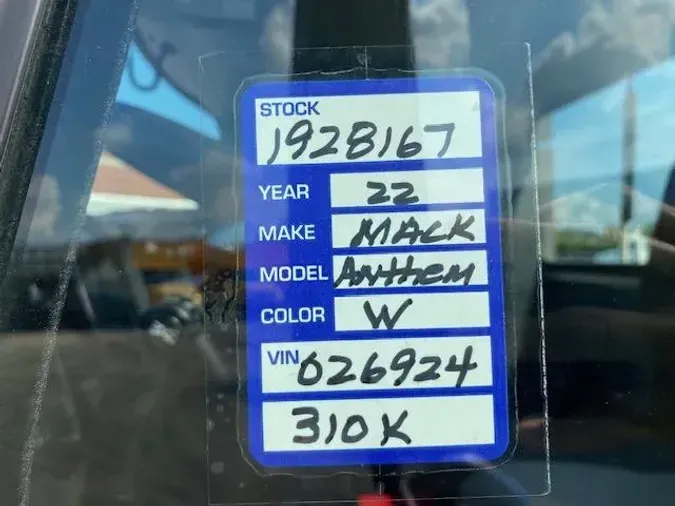 STOCK
1928167
YEAR 22
MAKE MACK
MODEL AntHEM
COLOR W
VIN 026924
310K